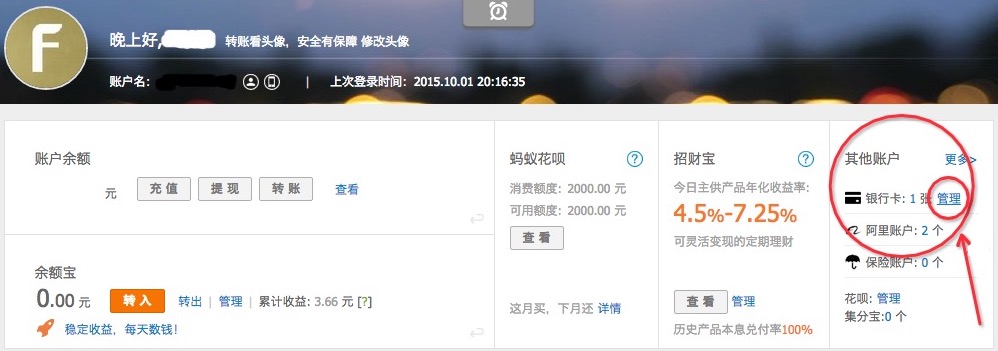 F
晚上好,
转账看头像，安全有保障 修改头像
账户名:
| 上次登录时间： 2015.10.01 20:16:35
账户余额
元 充 值 提 现 转 账 查看
余额宝
0.00 元 转 入 转出 | 管理 | 累计收益: 3.66 元 [?]
稳定收益，每天数钱！
蚂蚁花呗 ?
消费额度: 2000.00 元
可用额度: 2000.00 元
查 看
这月买，下月还 详情
招财宝 ?
今日主供产品年化收益率:
4.5%-7.25%
可灵活变现的定期理财
查 看 管理
历史产品本息兑付率100%
其他账户 更多>
银行卡: 1 张 管理
阿里账户: 2 个
保险账户: 0 个
花呗: 管理
集分宝:0 个